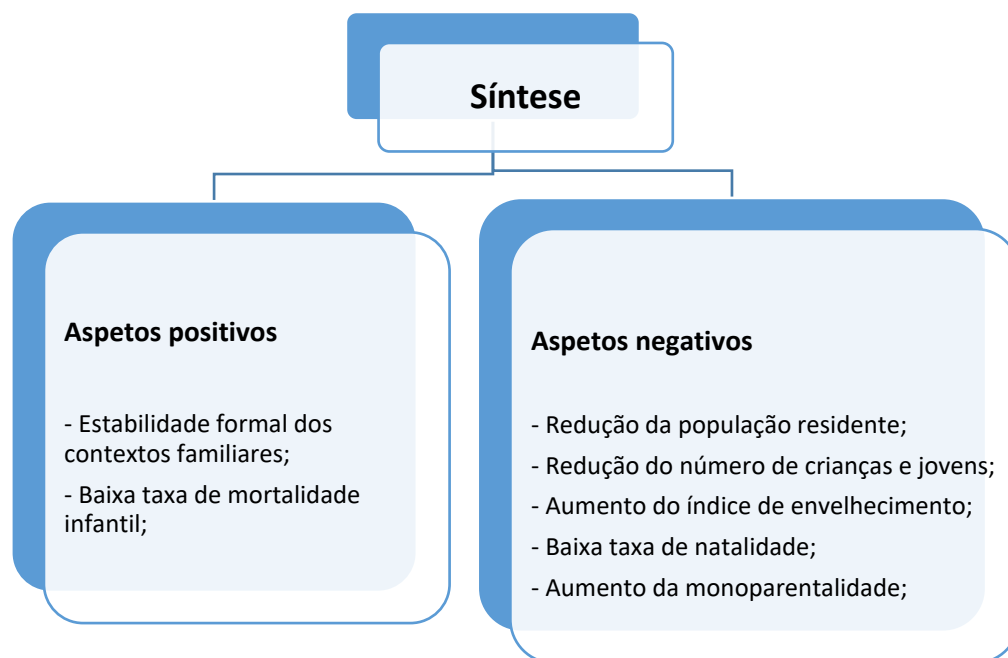 Síntese
Aspetos positivos
- Estabilidade formal dos
contextos familiares;
- Baixa taxa de mortalidade
infantil;
Aspetos negativos
- Redução da população residente;
- Redução do número de crianças e jovens;
- Aumento do índice de envelhecimento;
- Baixa taxa de natalidade;
- Aumento da monoparentalidade;